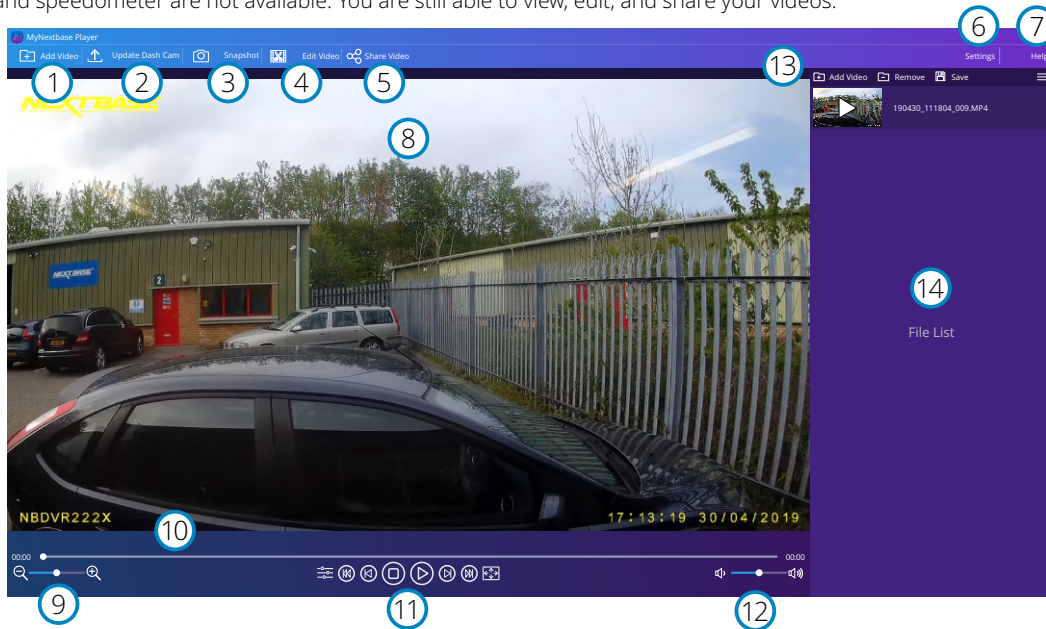 and speedometer are not available. You are still able to view, edit, and share your videos.
6 7
MyNextbase Player
Add Video Update Dash Cam Snapshot Edit Video Share Video Settings Help
1 2 3 4 5 13
Add Video Remove Save
NEXTBASE
190430_111804_009.MP4
8
NEXTBASE
2
14
File List
NBDVR222X 17:13:19 30/04/2019
10
00:00 00:00
9 11 12